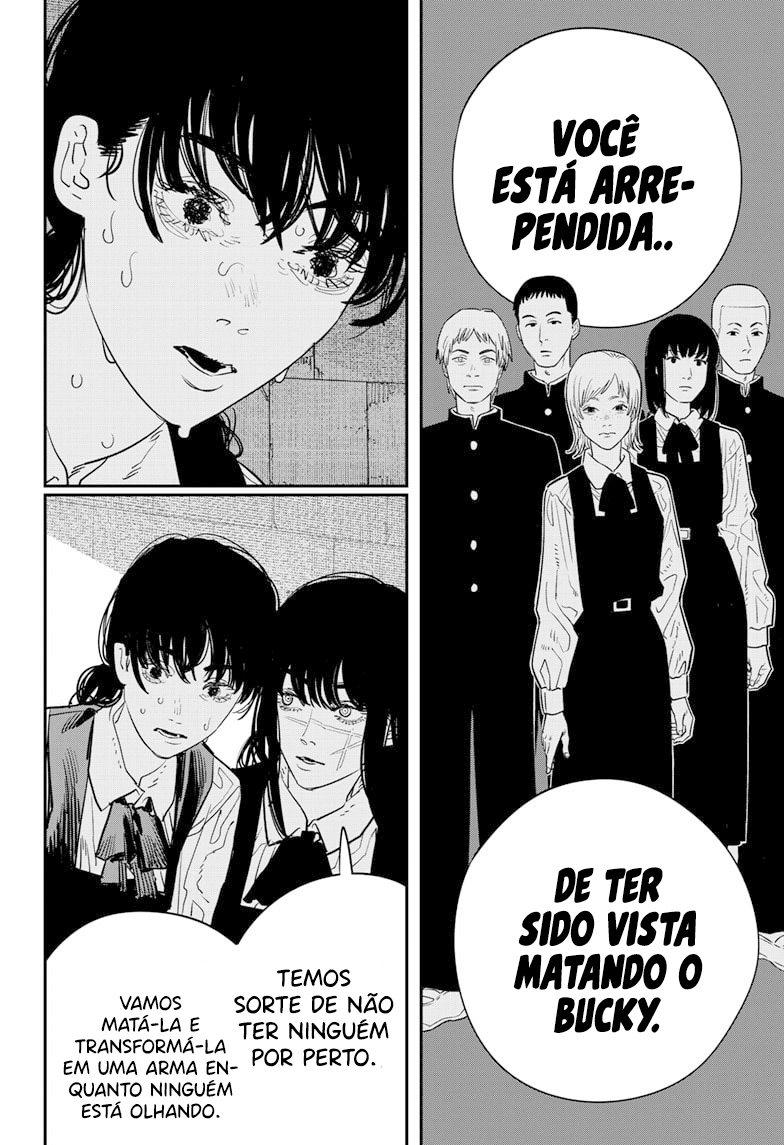 VOCÊ
ESTÁ ARRE-
PENDIDA..
DE TER
SIDO VISTA
MATANDO O
BUCKY.
TEMOS
SORTE DE NÃO
TER NINGUÉM
POR PERTO.
VAMOS
MATÁ-LA E
TRANSFORMÁ-LA
EM UMA ARMA EN-
QUANTO NINGUÉM
ESTÁ OLHANDO.